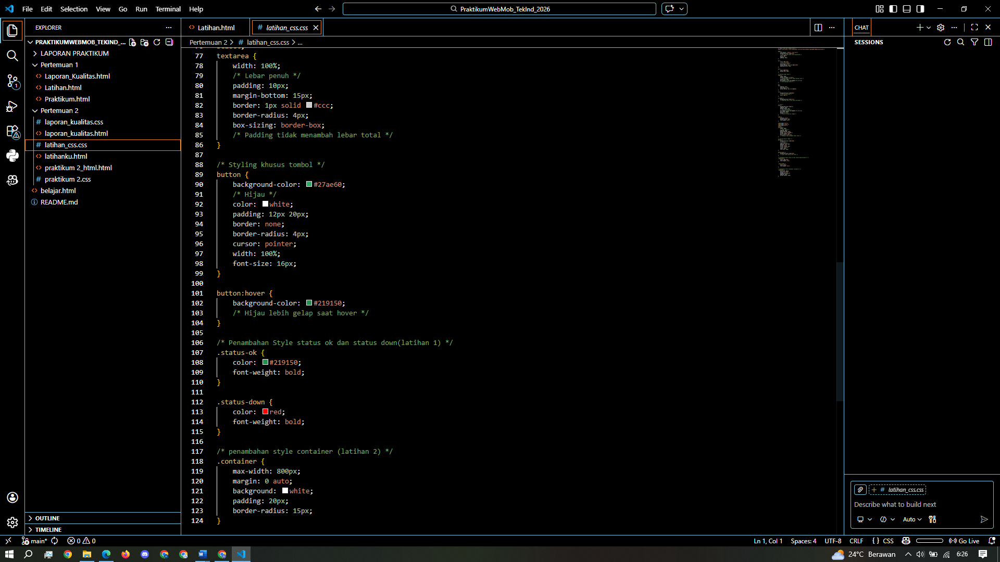 File Edit Selection View Go Run Terminal Help
PraktikumWebMob_TekInd_2026
EXPLORER
PRAKTIKUMWEBMOB_TEKIND_...
LAPORAN PRAKTIKUM
Pertemuan 1
Laporan_Kualitas.html
Latihan.html
Praktikum.html
Pertemuan 2
# laporan_kualitas.css
laporan_kualitas.html
# latihan_css.css
latihanku.html
praktikum 2_html.html
# praktikum 2.css
belajar.html
README.md
OUTLINE
TIMELINE
Latihan.html
# latihan_css.css
Pertemuan 2 > # latihan_css.css > ...
77 textarea {
78 width: 100%;
79 /* Lebar penuh */
80 padding: 10px;
81 margin-bottom: 15px;
82 border: 1px solid #ccc;
83 border-radius: 4px;
84 box-sizing: border-box;
85 /* Padding tidak menambah lebar total */
86 }
87
88 /* Styling khusus tombol */
89 button {
90 background-color: #27ae60;
91 /* Hijau */
92 color: white;
93 padding: 12px 20px;
94 border: none;
95 border-radius: 4px;
96 cursor: pointer;
97 width: 100%;
98 font-size: 16px;
99 }
100
101 button:hover {
102 background-color: #219150;
103 /* Hijau lebih gelap saat hover */
104 }
105
106 /* Penambahan Style status ok dan status down(latihan 1) */
107 .status-ok {
108 color: #219150;
109 font-weight: bold;
110 }
111
112 .status-down {
113 color: red;
114 font-weight: bold;
115 }
116
117 /* penambahan style container (latihan 2) */
118 .container {
119 max-width: 800px;
120 margin: 0 auto;
121 background: white;
122 padding: 20px;
123 border-radius: 15px;
124 }
CHAT
SESSIONS
+ # latihan_css.css
Describe what to build next
Auto
1
main*
0 0
Ln 1, Col 1
Spaces: 4
UTF-8
CRLF
{ } CSS
Go Live
24°C Berawan
6:26